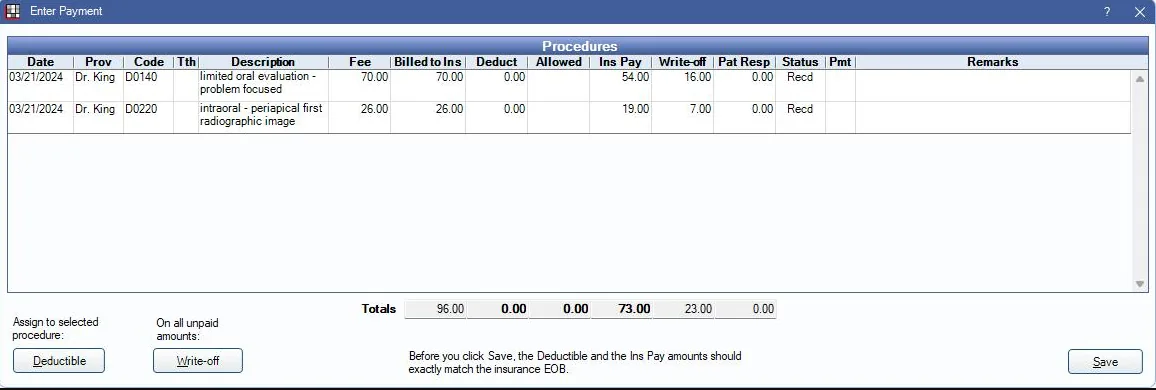 Enter Payment ? ×
Procedures
Date Prov Code Tth Description Fee Billed to Ins Deduct Allowed Ins Pay Write-off Pat Resp Status Pmt Remarks
03/21/2024 Dr. King D0140 limited oral evaluation - 70.00 70.00 0.00 54.00 16.00 0.00 Recd
problem focused
03/21/2024 Dr. King D0220 intraoral - periapical first 26.00 26.00 0.00 19.00 7.00 0.00 Recd
radiographic image
Totals 96.00 0.00 0.00 73.00 23.00 0.00
Assign to selected
procedure:
Deductible
On all unpaid
amounts:
Write-off
Before you click Save, the Deductible and the Ins Pay amounts should
exactly match the insurance EOB.
Save